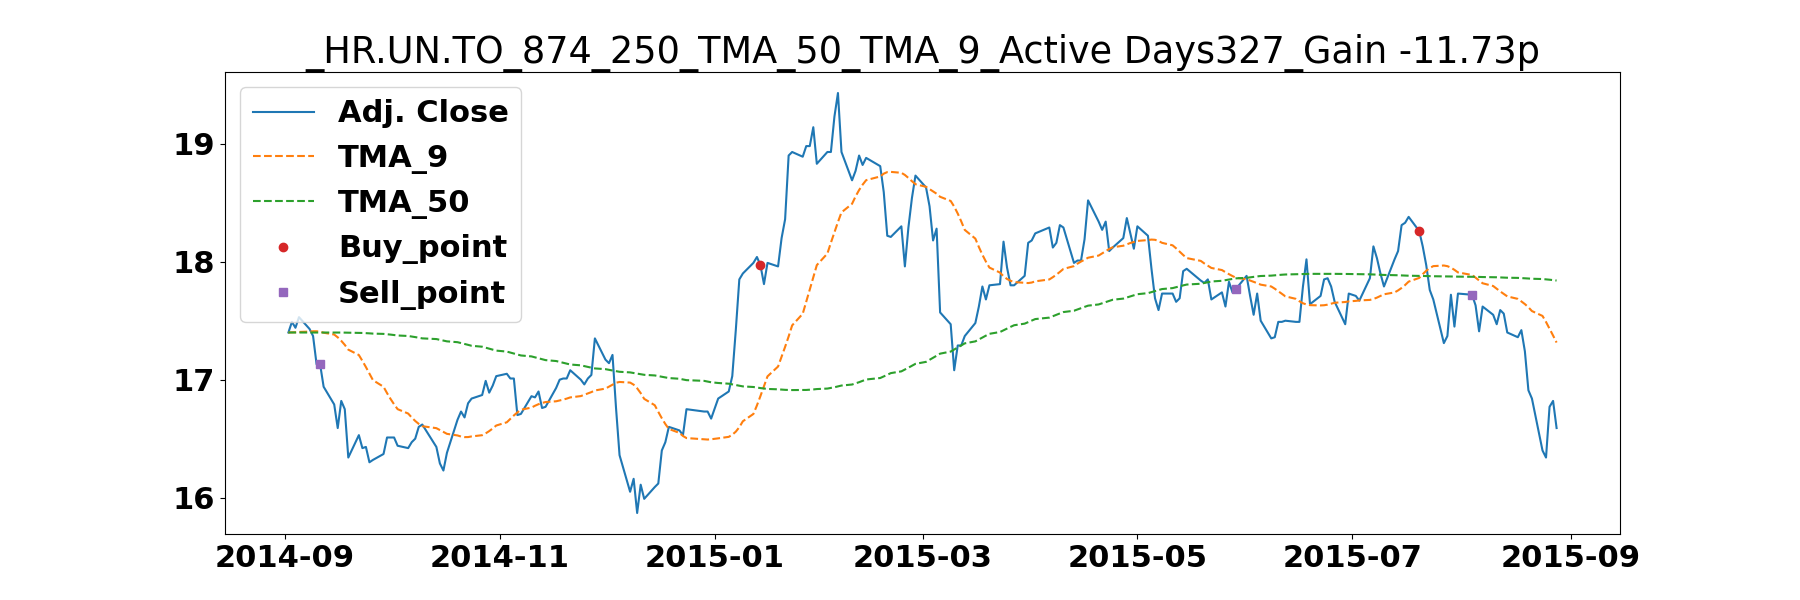 _HR.UN.TO_874_250_TMA_50_TMA_9_Active Days327_Gain -11.73p
Adj. Close
TMA_9
TMA_50
Buy_point
Sell_point
19
18
17
16
2014-09 2014-11 2015-01 2015-03 2015-05 2015-07 2015-09